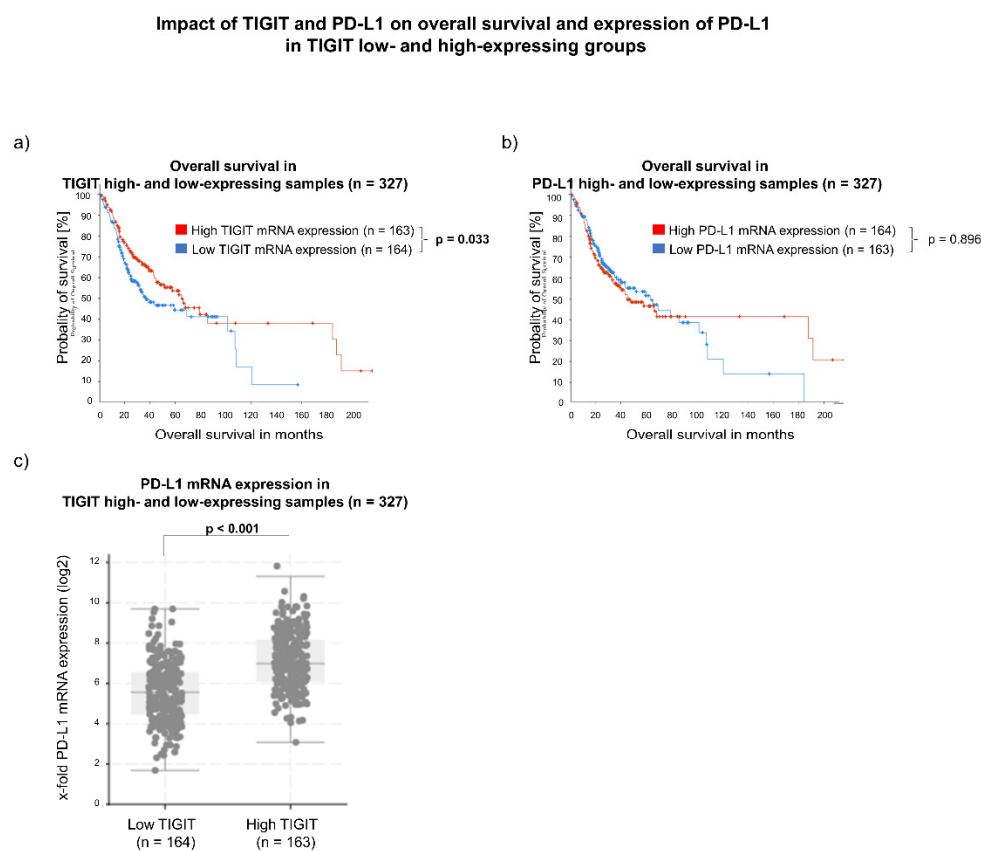 Impact of TIGIT and PD-L1 on overall survival and expression of PD-L1
in TIGIT low- and high-expressing groups
a)
Overall survival in
TIGIT high- and low-expressing samples (n = 327)
Probality of survival [%]
Probability of Overall Survival
100
90
80
70
60
50
40
30
20
10
0
High TIGIT mRNA expression (n = 163)
Low TIGIT mRNA expression (n = 164)
p = 0.033
0 20 40 60 80 100 120 140 160 180 200
Overall survival in months
b)
Overall survival in
PD-L1 high- and low-expressing samples (n = 327)
Probality of survival [%]
Probability of Overall Survival
100
90
80
70
60
50
40
30
20
10
0
High PD-L1 mRNA expression (n = 164)
Low PD-L1 mRNA expression (n = 163)
p = 0.896
0 20 40 60 80 100 120 140 160 180 200
Overall survival in months
c)
PD-L1 mRNA expression in
TIGIT high- and low-expressing samples (n = 327)
p < 0.001
x-fold PD-L1 mRNA expression (log2)
12
10
8
6
4
2
0
Low TIGIT
(n = 164)
High TIGIT
(n = 163)